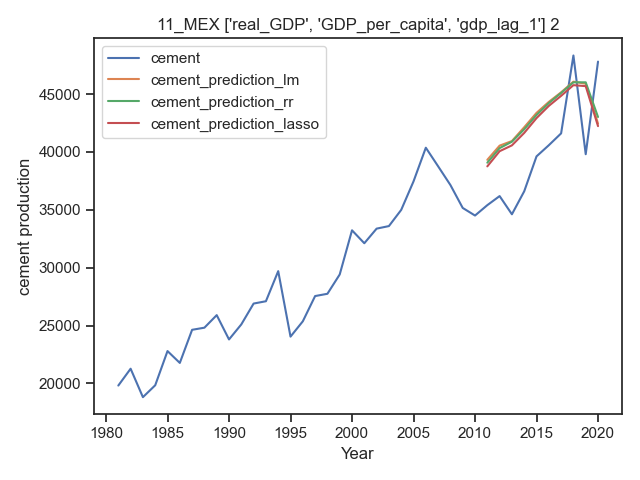 11_MEX ['real_GDP', 'GDP_per_capita', 'gdp_lag_1'] 2
cement
cement_prediction_lm
cement_prediction_rr
cement_prediction_lasso
45000
40000
35000
30000
25000
20000
cement production
1980 1985 1990 1995 2000 2005 2010 2015 2020
Year